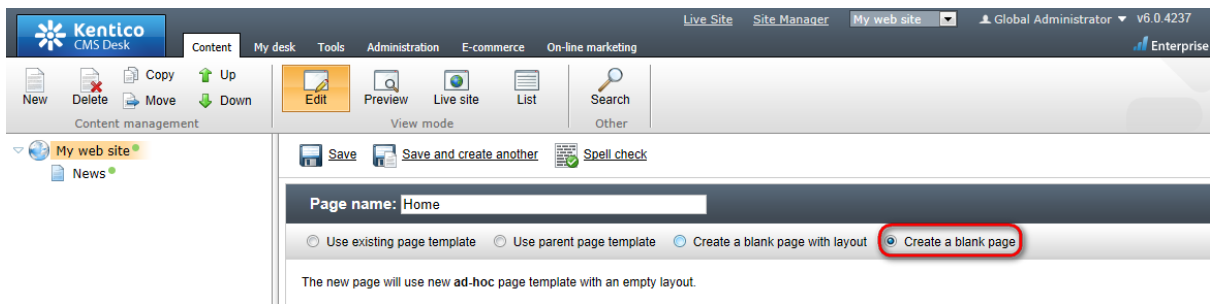 Live Site Site Manager My web site Global Administrator v6.0.4237
Kentico
CMS Desk
Content My desk Tools Administration E-commerce On-line marketing Enterprise
New Delete Copy Move Up Down Edit Preview Live site List Search
Content management View mode Other
My web site
News
Save Save and create another Spell check
Page name: Home
Use existing page template Use parent page template Create a blank page with layout Create a blank page
The new page will use new ad-hoc page template with an empty layout.